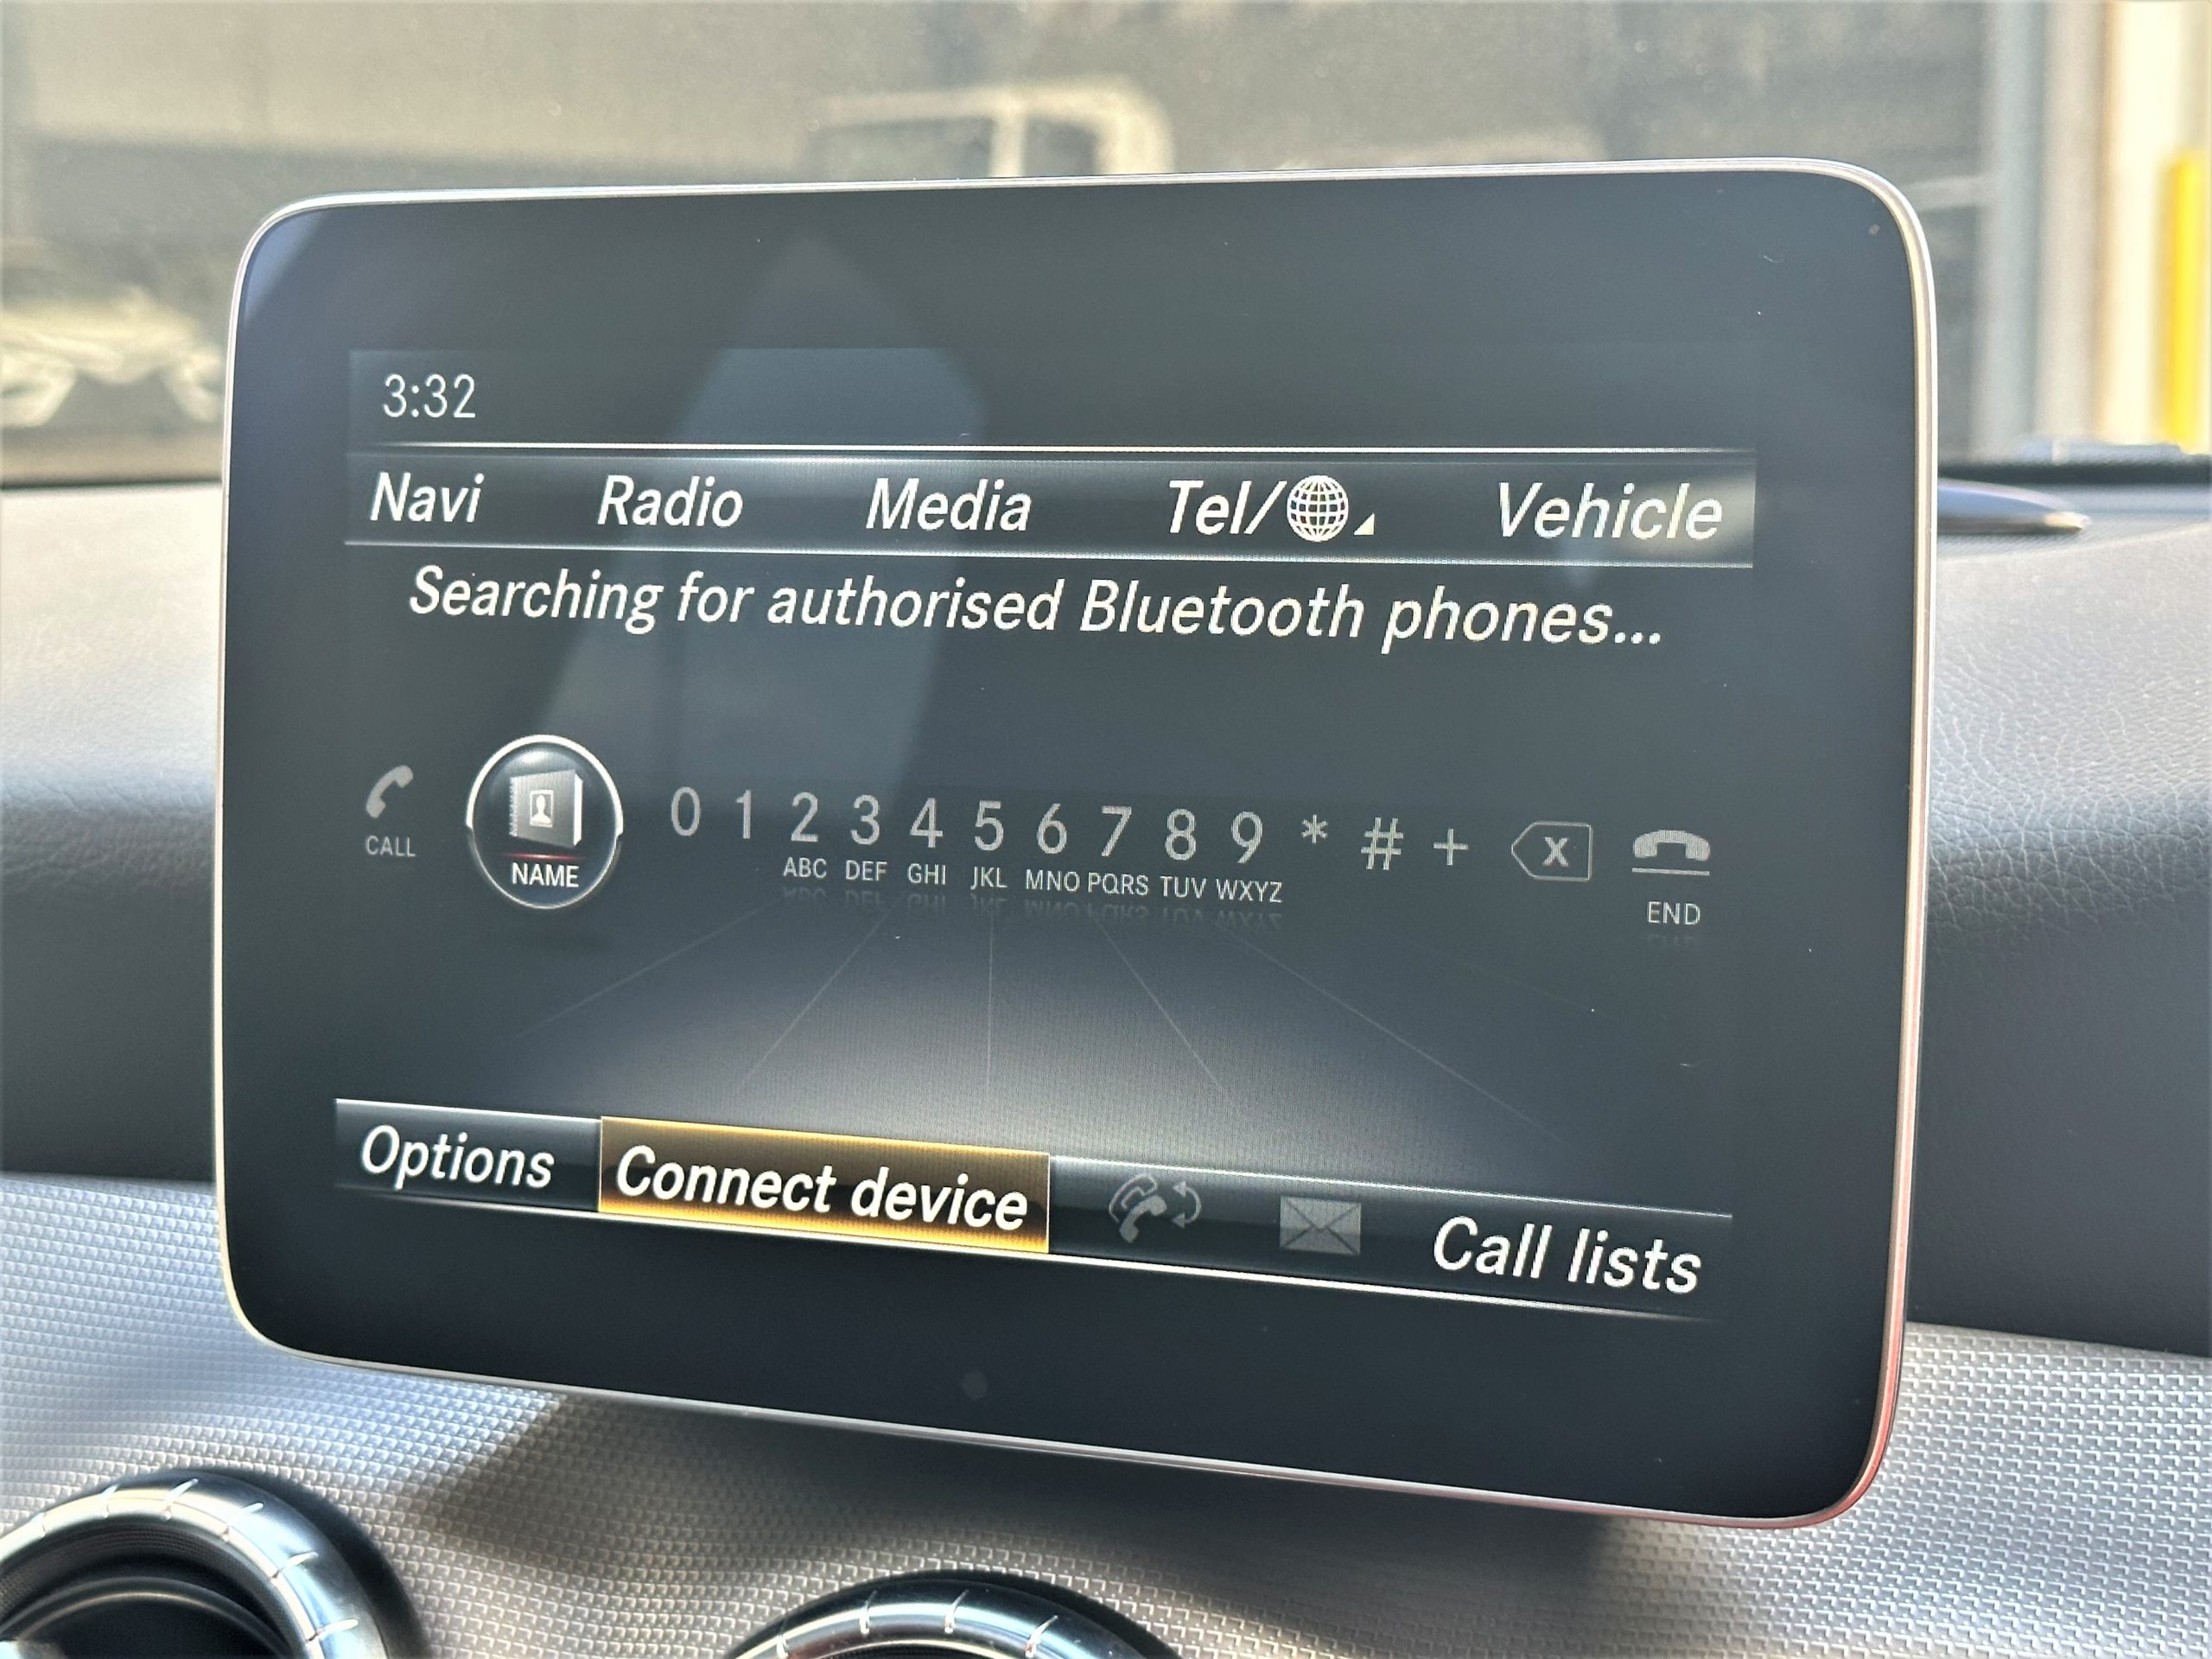 3:32
Navi Radio Media Tel/ Vehicle
Searching for authorised Bluetooth phones...
CALL NAME 0 1 2 3 4 5 6 7 8 9 * # + X END
ABC DEF GHI JKL MNO PQRS TUV WXYZ
Options Connect device Call lists